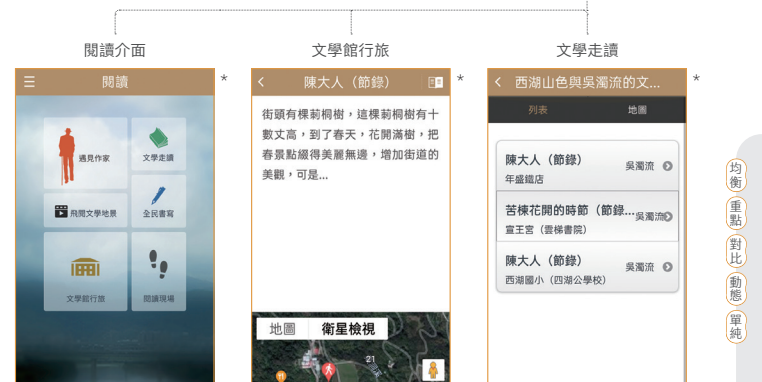 閱讀介面
文學館行旅
文學走讀
閱讀
*
遇見作家
文學走讀
飛閱文學地景
全民書寫
文學館行旅
閱讀現場
陳大人（節錄）
*
街頭有棵莿桐樹，這棵莿桐樹有十
數丈高，到了春天，花開滿樹，把
春景點綴得美麗無邊，增加街道的
美觀，可是...
地圖
衛星檢視
21
西湖山色與吳濁流的文...
*
列表
地圖
陳大人（節錄）
吳濁流
年盛鐵店
苦楝花開的時節（節錄...
吳濁流
宣王宮（雲梯書院）
陳大人（節錄）
吳濁流
西湖國小（四湖公學校）
均衡
重點
對比
動態
單純